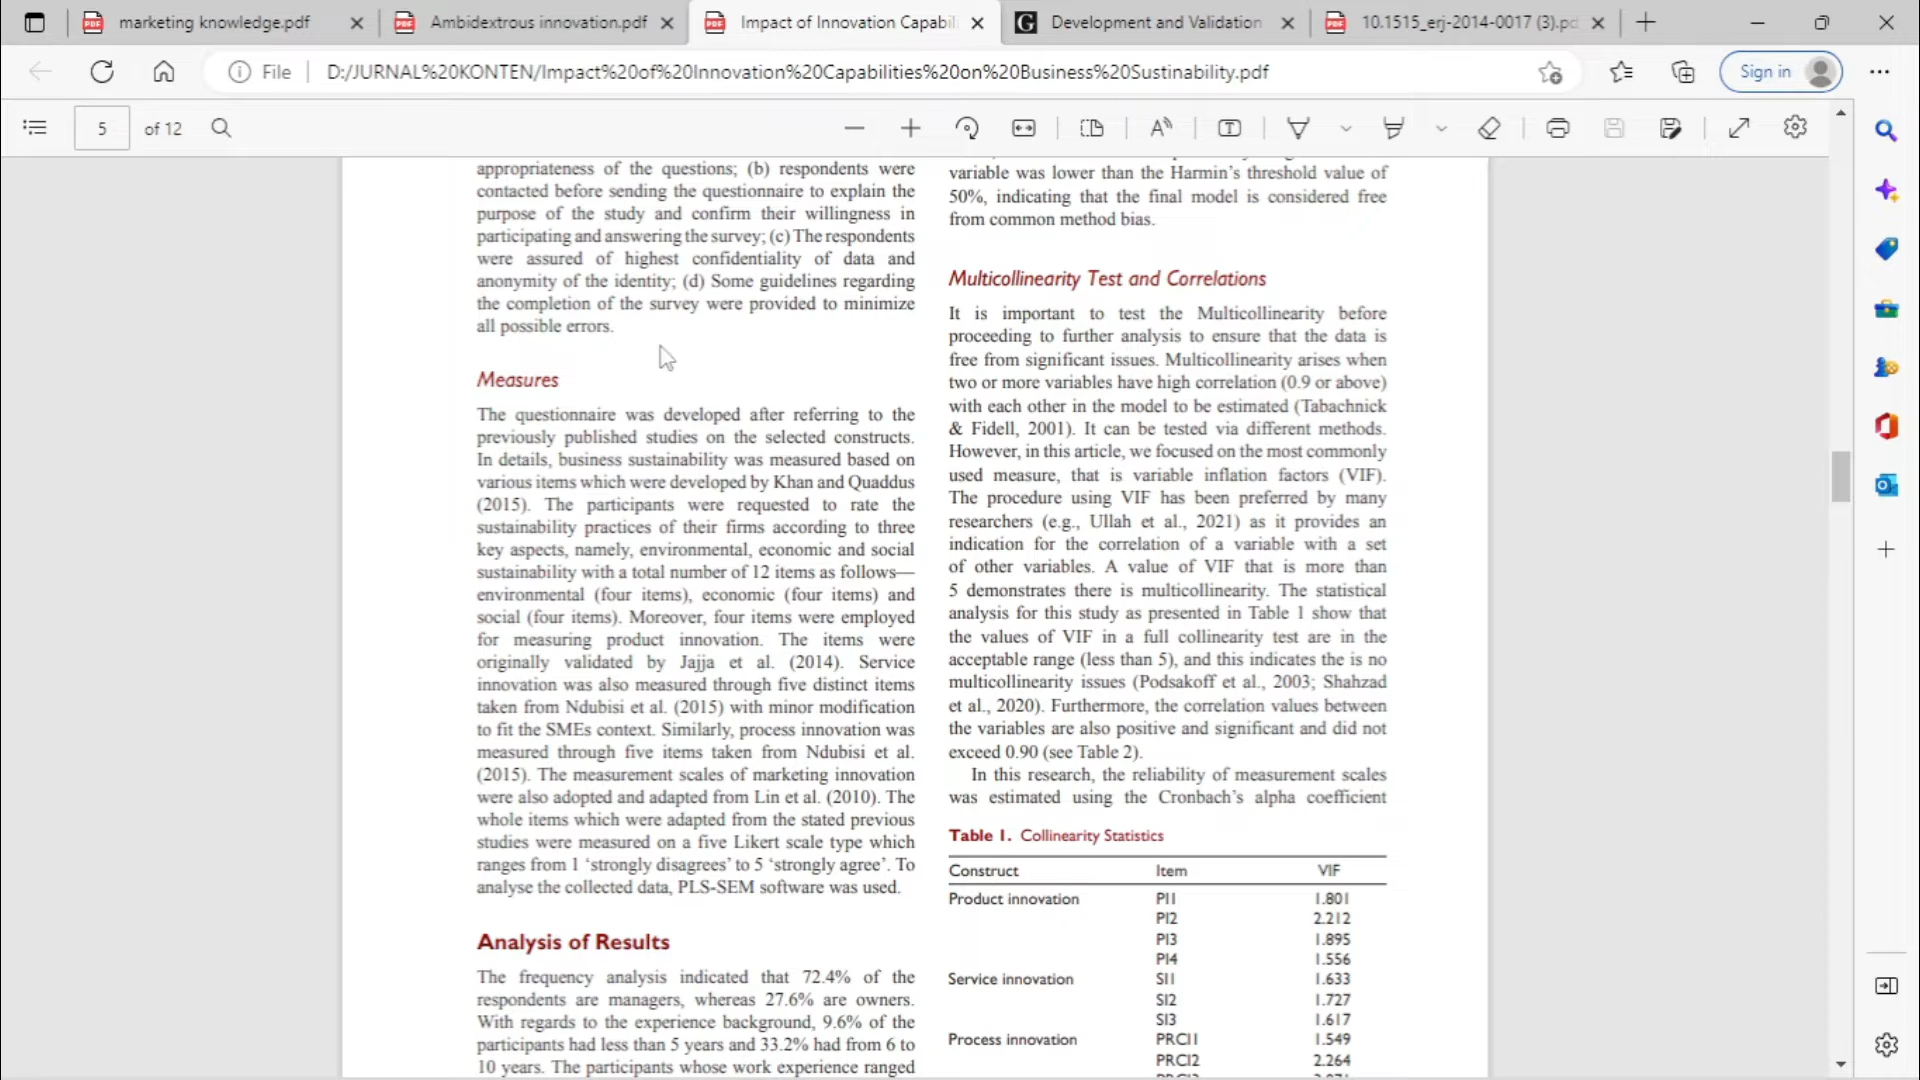 marketing knowledge.pdf
Ambidextrous innovation.pdf
Impact of Innovation Capabil
Development and Validation
10.1515_erj-2014-0017 (3).pd
File
D:/JURNAL%20KONTEN/Impact%20of%20Innovation%20Capabilities%20on%20Business%20Sustinability.pdf
Sign in
5
of 12
appropriateness of the questions; (b) respondents were
contacted before sending the questionnaire to explain the
purpose of the study and confirm their willingness in
participating and answering the survey; (c) The respondents
were assured of highest confidentiality of data and
anonymity of the identity; (d) Some guidelines regarding
the completion of the survey were provided to minimize
all possible errors.
Measures
The questionnaire was developed after referring to the
previously published studies on the selected constructs.
In details, business sustainability was measured based on
various items which were developed by Khan and Quaddus
(2015). The participants were requested to rate the
sustainability practices of their firms according to three
key aspects, namely, environmental, economic and social
sustainability with a total number of 12 items as follows—
environmental (four items), economic (four items) and
social (four items). Moreover, four items were employed
for measuring product innovation. The items were
originally validated by Jajja et al. (2014). Service
innovation was also measured through five distinct items
taken from Ndubisi et al. (2015) with minor modification
to fit the SMEs context. Similarly, process innovation was
measured through five items taken from Ndubisi et al.
(2015). The measurement scales of marketing innovation
were also adopted and adapted from Lin et al. (2010). The
whole items which were adapted from the stated previous
studies were measured on a five Likert scale type which
ranges from 1 ‘strongly disagrees’ to 5 ‘strongly agree’. To
analyse the collected data, PLS-SEM software was used.
Analysis of Results
The frequency analysis indicated that 72.4% of the
respondents are managers, whereas 27.6% are owners.
With regards to the experience background, 9.6% of the
participants had less than 5 years and 33.2% had from 6 to
10 years. The participants whose work experience ranged
variable was lower than the Harmin’s threshold value of
50%, indicating that the final model is considered free
from common method bias.
Multicollinearity Test and Correlations
It is important to test the Multicollinearity before
proceeding to further analysis to ensure that the data is
free from significant issues. Multicollinearity arises when
two or more variables have high correlation (0.9 or above)
with each other in the model to be estimated (Tabachnick
& Fidell, 2001). It can be tested via different methods.
However, in this article, we focused on the most commonly
used measure, that is variable inflation factors (VIF).
The procedure using VIF has been preferred by many
researchers (e.g., Ullah et al., 2021) as it provides an
indication for the correlation of a variable with a set
of other variables. A value of VIF that is more than
5 demonstrates there is multicollinearity. The statistical
analysis for this study as presented in Table 1 show that
the values of VIF in a full collinearity test are in the
acceptable range (less than 5), and this indicates the is no
multicollinearity issues (Podsakoff et al., 2003; Shahzad
et al., 2020). Furthermore, the correlation values between
the variables are also positive and significant and did not
exceed 0.90 (see Table 2).
In this research, the reliability of measurement scales
was estimated using the Cronbach’s alpha coefficient
Table 1. Collinearity Statistics
Construct Item VIF
Product innovation PI1 1.801
PI2 2.212
PI3 1.895
PI4 1.556
Service innovation SI1 1.633
SI2 1.727
SI3 1.617
Process innovation PRCI1 1.549
PRCI2 2.264